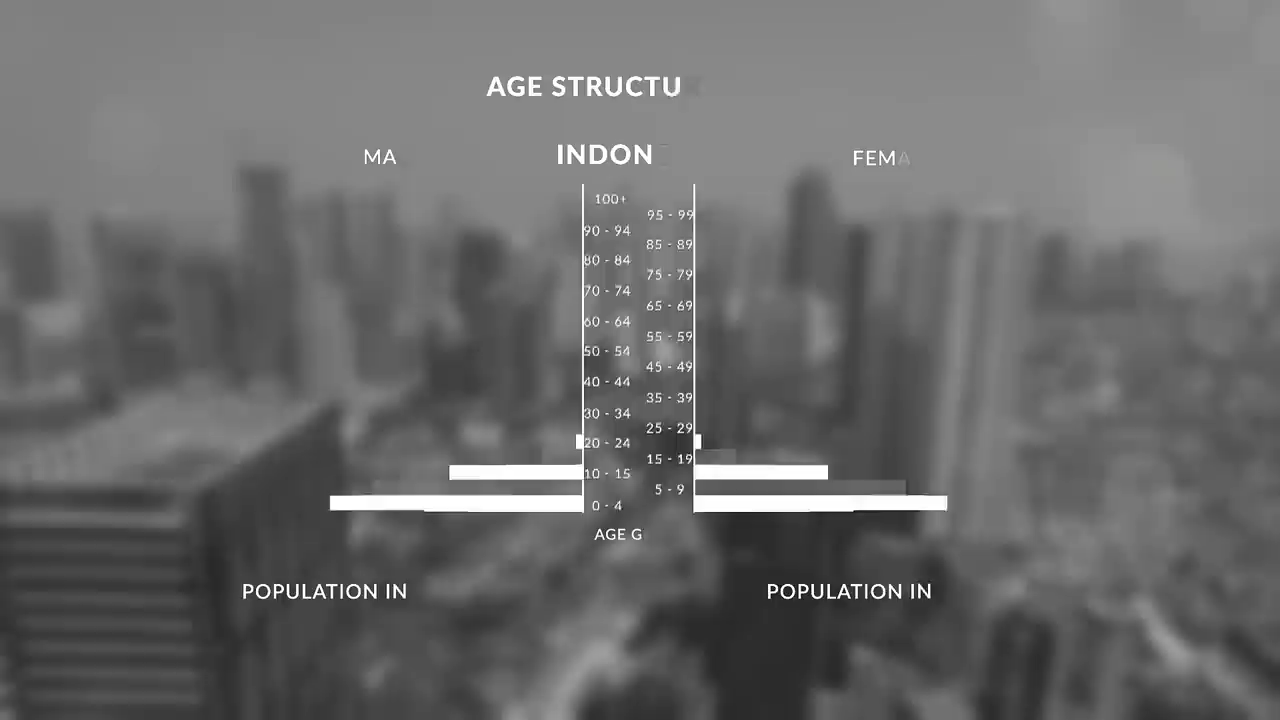 AGE STRUCTU
MA
INDON
FEMA
100+
95 - 99
90 - 94
85 - 89
80 - 84
75 - 79
70 - 74
65 - 69
60 - 64
55 - 59
50 - 54
45 - 49
40 - 44
35 - 39
30 - 34
25 - 29
20 - 24
15 - 19
10 - 15
5 - 9
0 - 4
AGE G
POPULATION IN
POPULATION IN